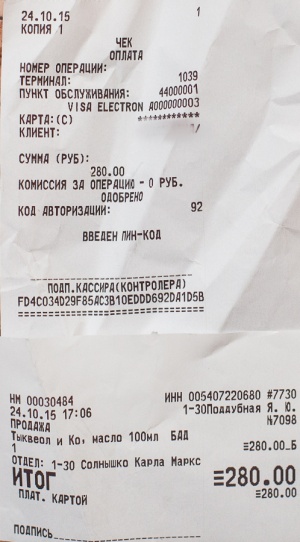 24.10.15 1
КОПИЯ 1
ЧЕК
ОПЛАТА
НОМЕР ОПЕРАЦИИ:
ТЕРМИНАЛ: 1039
ПУНКТ ОБСЛУЖИВАНИЯ: 44000001
VISA ELECTRON A000000003
КАРТА:(C) ************
КЛИЕНТ:
СУММА (РУБ):
280.00
КОМИССИЯ ЗА ОПЕРАЦИЮ - 0 РУБ.
ОДОБРЕНО
КОД АВТОРИЗАЦИИ: 92
ВВЕДЕН ПИН-КОД
ПОДП.КАССИРА(КОНТРОЛЕРА)
FD4C034D29F85AC3B10EDDD692DA1D5B
================================
НМ 00030484 ИНН 005407220680 #7730
24.10.15 17:06 1-30Поддубная Я. Ю.
ПРОДАЖА №7098
Тыквеол и Ко, масло 100мл БАД
1 ≡280.00_Б
ОТДЕЛ: 1-30 Солнышко Карла Маркс
ИТОГ ≡280.00
ПЛАТ. КАРТОЙ ≡280.00
ПОДПИСЬ